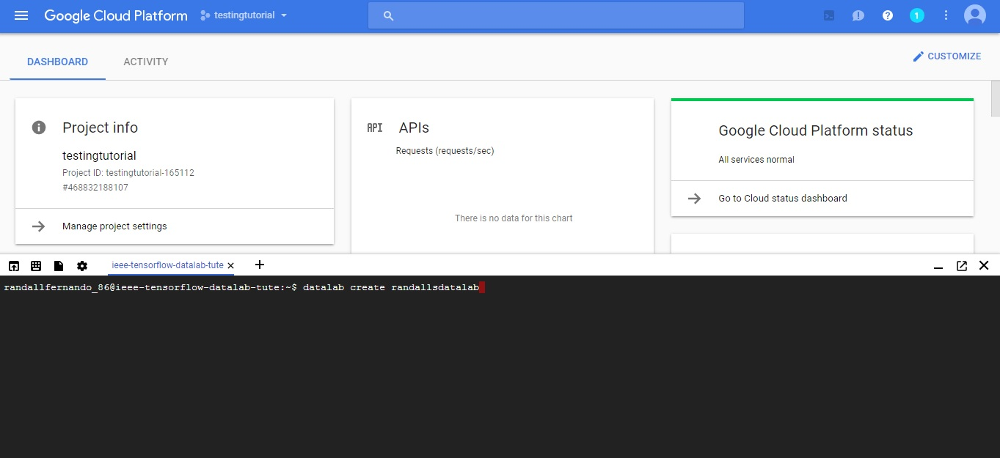 Google Cloud Platform testingtutorial
1
DASHBOARD ACTIVITY
CUSTOMIZE
Project info
testingtutorial
Project ID: testingtutorial-165112
#468832188107
Manage project settings
API APIs
Requests (requests/sec)
There is no data for this chart
Google Cloud Platform status
All services normal
Go to Cloud status dashboard
ieee-tensorflow-datalab-tute
randallfernando_86@ieee-tensorflow-datalab-tute:~$ datalab create randallsdatalab